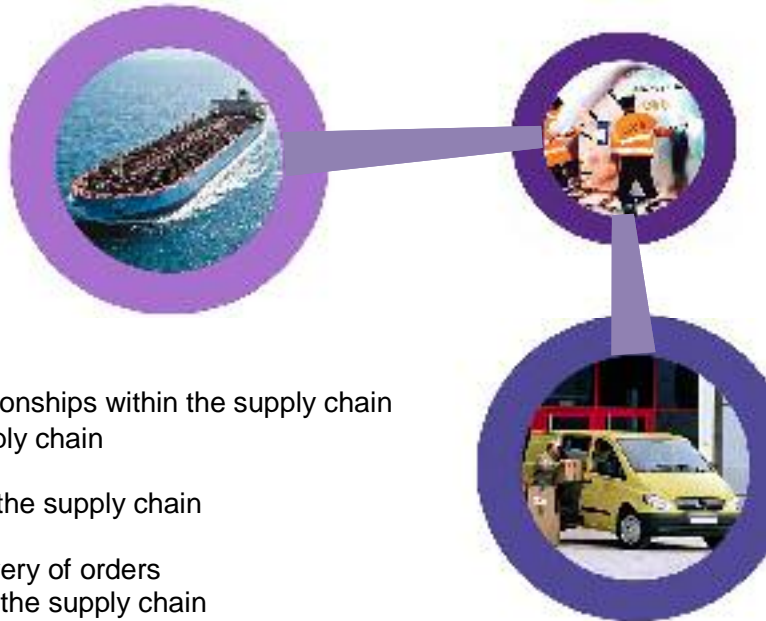 onships within the supply chain
ply chain
the supply chain
ery of orders
the supply chain